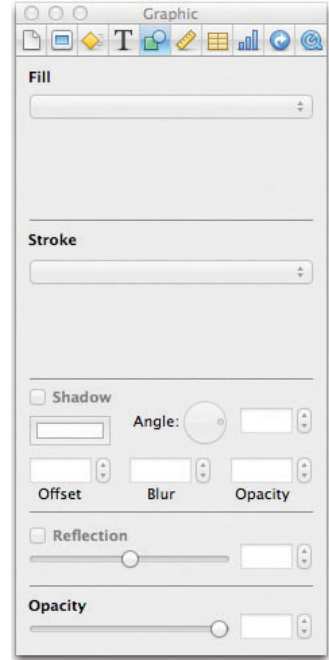 Graphic
T
Fill
Stroke
Shadow
Angle:
Offset Blur Opacity
Reflection
Opacity